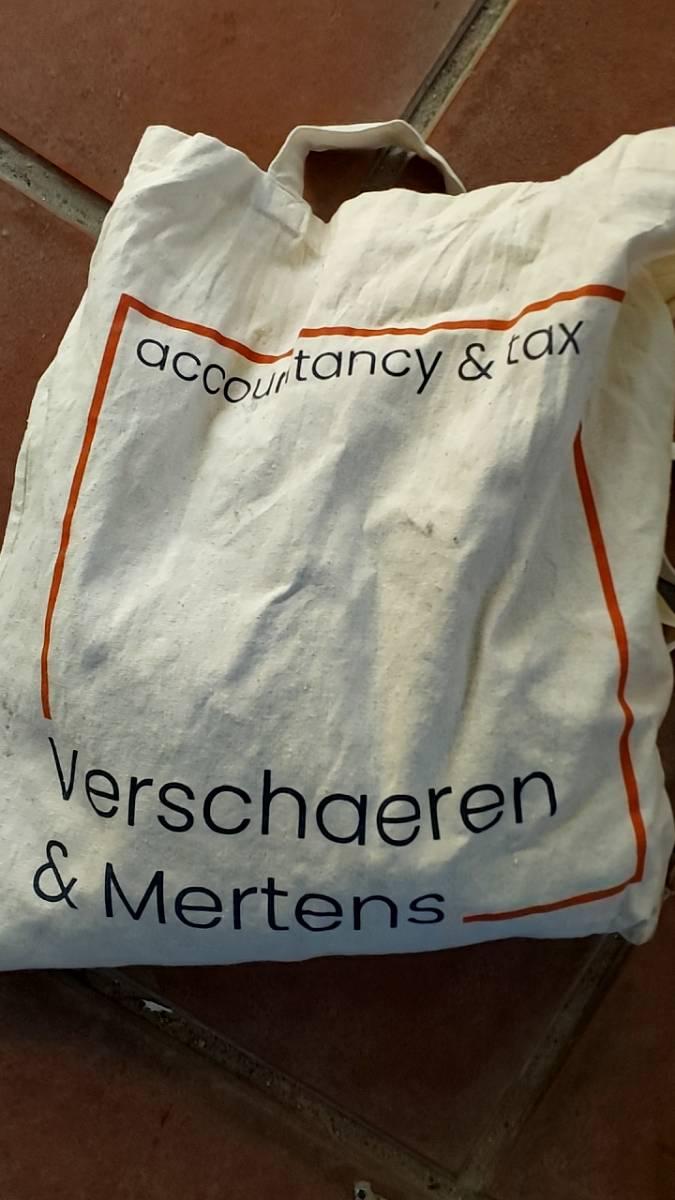 accountancy & tax
Verschaeren
& Mertens